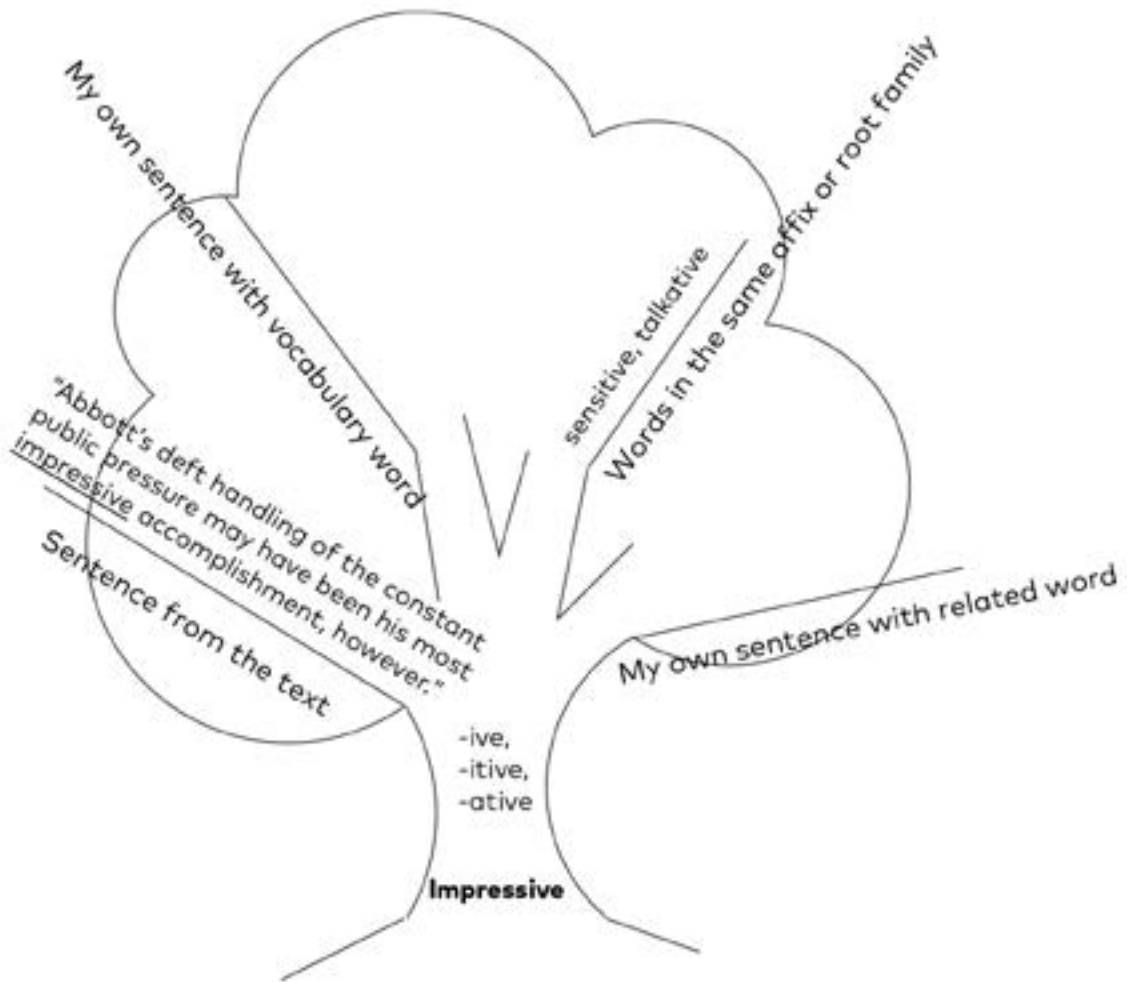 My own sentence with vocabulary word
sensitive, talkative
Words in the same affix or root family
"Abbott's deft handling of the constant
public pressure may have been his most
impressive accomplishment, however."
Sentence from the text
My own sentence with related word
-ive,
-itive,
-ative
Impressive